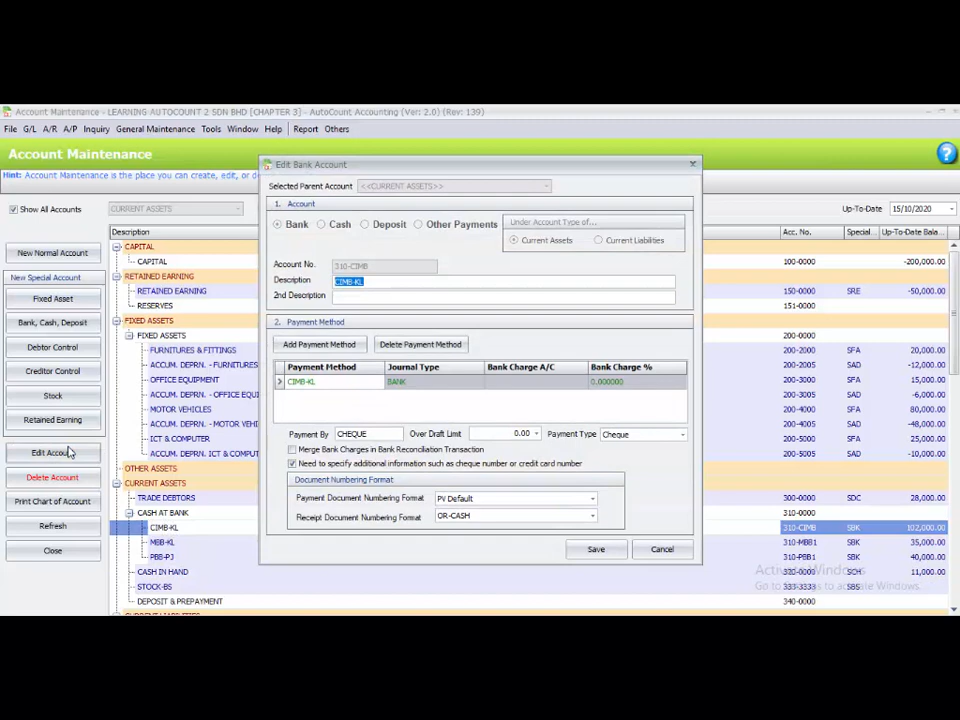 Account Maintenance - LEARNING AUTOCOUNT 2 SDN BHD [CHAPTER 3] - AutoCount Accounting (Ver: 2.0) (Rev: 139)
File G/L A/R A/P Inquiry General Maintenance Tools Window Help Report Others
Account Maintenance
Hint: Account Maintenance is the place you can create, edit, or d
Show All Accounts CURRENT ASSETS Up-To-Date 15/10/2020
New Normal Account
New Special Account
Fixed Asset
Bank, Cash, Deposit
Debtor Control
Creditor Control
Stock
Retained Earning
Edit Account
Delete Account
Print Chart of Account
Refresh
Close
Description Acc. No. Special Up-To-Date Bala...
CAPITAL
CAPITAL 100-0000 -200,000.00
RETAINED EARNING
RETAINED EARNING 150-0000 SRE -50,000.00
RESERVES 151-0000
FIXED ASSETS
FIXED ASSETS 200-0000
FURNITURES & FITTINGS 200-2000 SFA 20,000.00
ACCUM. DEPRN. - FURNITURES 200-2005 SAD -12,000.00
OFFICE EQUIPMENT 200-3000 SFA 15,000.00
ACCUM. DEPRN. - OFFICE EQU 200-3005 SAD -6,000.00
MOTOR VEHICLES 200-4000 SFA 80,000.00
ACCUM. DEPRN. - MOTOR VEH 200-4005 SAD
ICT & COMPUTER 200-5000 SFA
ACCUM. DEPRN. ICT & COMPUT 200-5005 SAD
OTHER ASSETS
CURRENT ASSETS
TRADE DEBTORS 300-0000 SDC 28,000.00
CASH AT BANK 310-0000
CIMB-KL 310-CIMB SBK 102,000.00
MBB-KL 310-MBB1 SBK 35,000.00
PBB-PJ 310-PBB1 SBK 40,000.00
CASH IN HAND 320-0000 SCH 11,000.00
STOCK-BS 333-3333 SBS
DEPOSIT & PREPAYMENT 340-0000
CURRENT LIABILITIES
Edit Bank Account
Selected Parent Account <<CURRENT ASSETS>>
1. Account
Bank Cash Deposit Other Payments
Under Account Type of...
Current Assets Current Liabilities
Account No. 310-CIMB
Description CIMB-KL
2nd Description
2. Payment Method
Add Payment Method Delete Payment Method
Payment Method Journal Type Bank Charge A/C Bank Charge %
CIMB-KL BANK 0.000000
Payment By CHEQUE Over Draft Limit 0.00 Payment Type Cheque
Merge Bank Charges in Bank Reconciliation Transaction
Need to specify additional information such as cheque number or credit card number
Document Numbering Format
Payment Document Numbering Format PV Default
Receipt Document Numbering Format OR-CASH
Save Cancel
Activate Windows
Go to Settings to activate Windows.